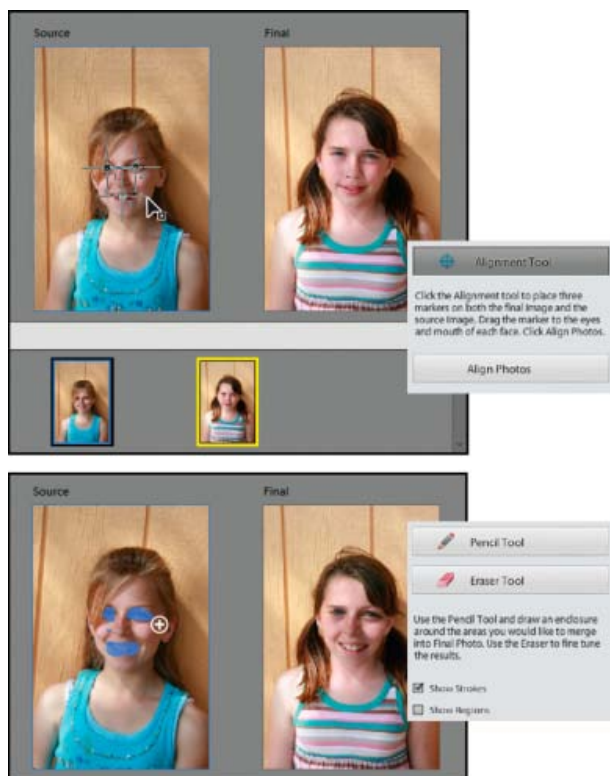 Source Final
Alignment Tool
Click the Alignment tool to place three
markers on both the final image and the
source image. Drag the marker to the eyes
and mouth of each face. Click Align Photos.
Align Photos
Source Final
Pencil Tool
Eraser Tool
Use the Pencil Tool and draw an enclosure
around the areas you would like to merge
into Final Photo. Use the Eraser to fine tune
the results.
Show Strokes
Show Regions